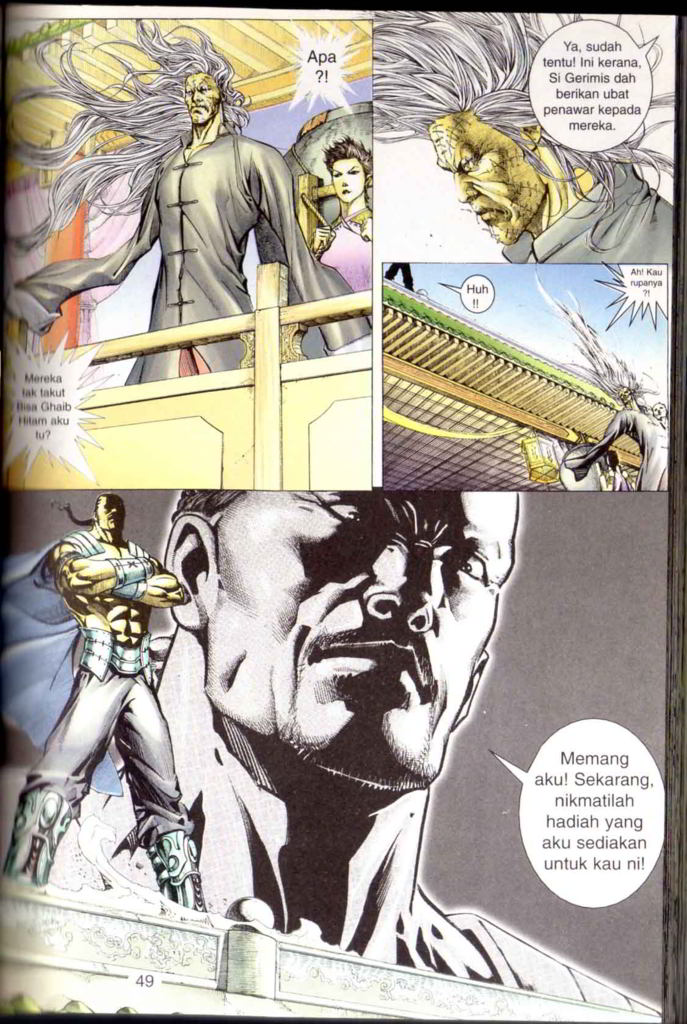 Apa
?!
Mereka
tak takut
Bisa Ghaib
Hitam aku
tu?
Ya, sudah
tentu! Ini kerana,
Si Gerimis dah
berikan ubat
penawar kepada
mereka.
Huh
!!
Ah! Kau
rupanya
?!
Memang
aku! Sekarang,
nikmatilah
hadiah yang
aku sediakan
untuk kau ni!
49